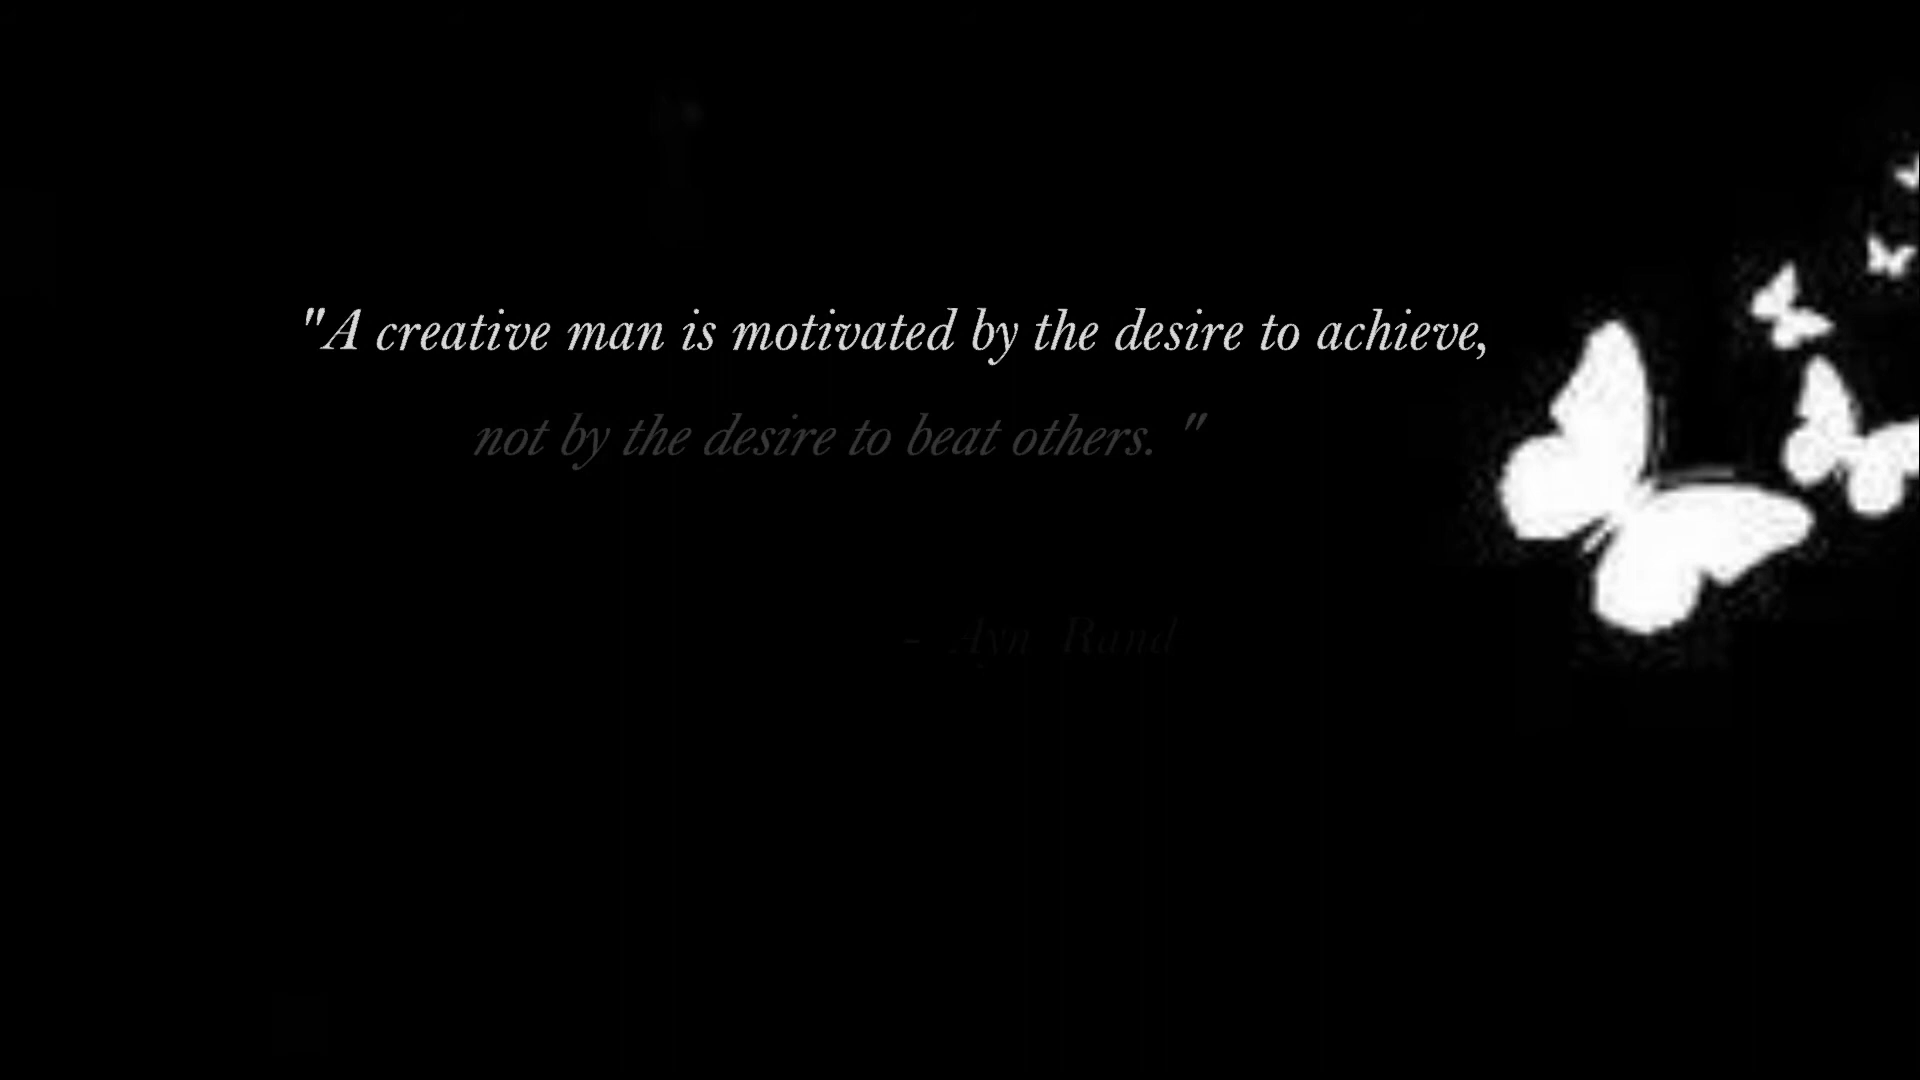 "A creative man is motivated by the desire to achieve,
not by the desire to beat others. "
- Ayn Rand